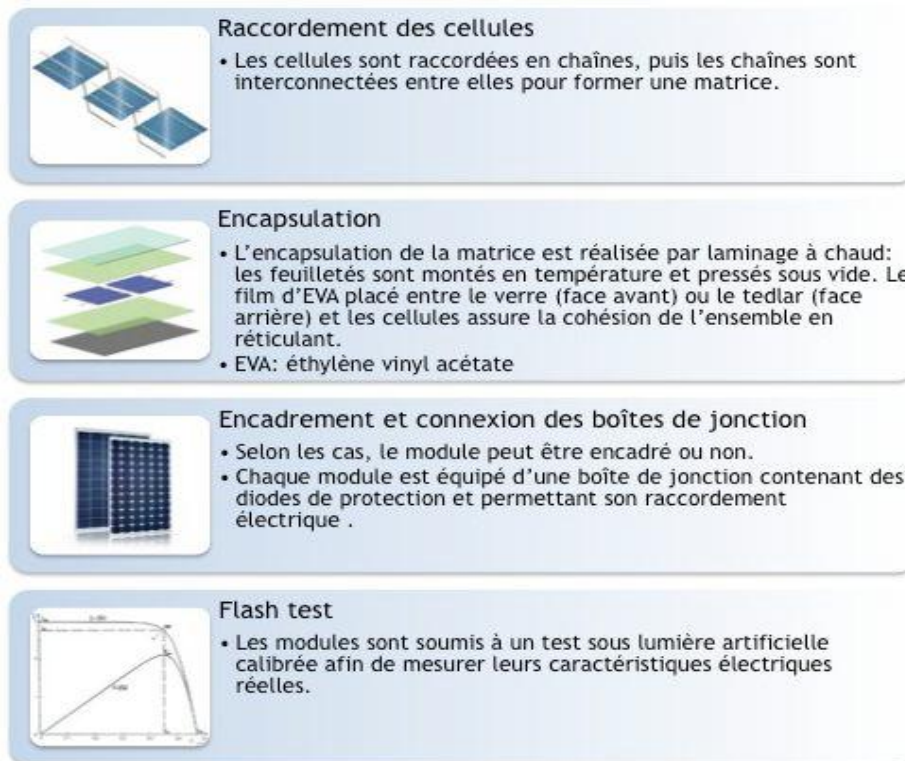 Raccordement des cellules
• Les cellules sont raccordées en chaînes, puis les chaînes sont
interconnectées entre elles pour former une matrice.
Encapsulation
• L'encapsulation de la matrice est réalisée par laminage à chaud:
les feuilletés sont montés en température et pressés sous vide. Le
film d'EVA placé entre le verre (face avant) ou le tedlar (face
arrière) et les cellules assure la cohésion de l'ensemble en
réticulant.
• EVA: éthylène vinyl acétate
Encadrement et connexion des boîtes de jonction
• Selon les cas, le module peut être encadré ou non.
• Chaque module est équipé d'une boîte de jonction contenant des
diodes de protection et permettant son raccordement
électrique .
Flash test
• Les modules sont soumis à un test sous lumière artificielle
calibrée afin de mesurer leurs caractéristiques électriques
réelles.